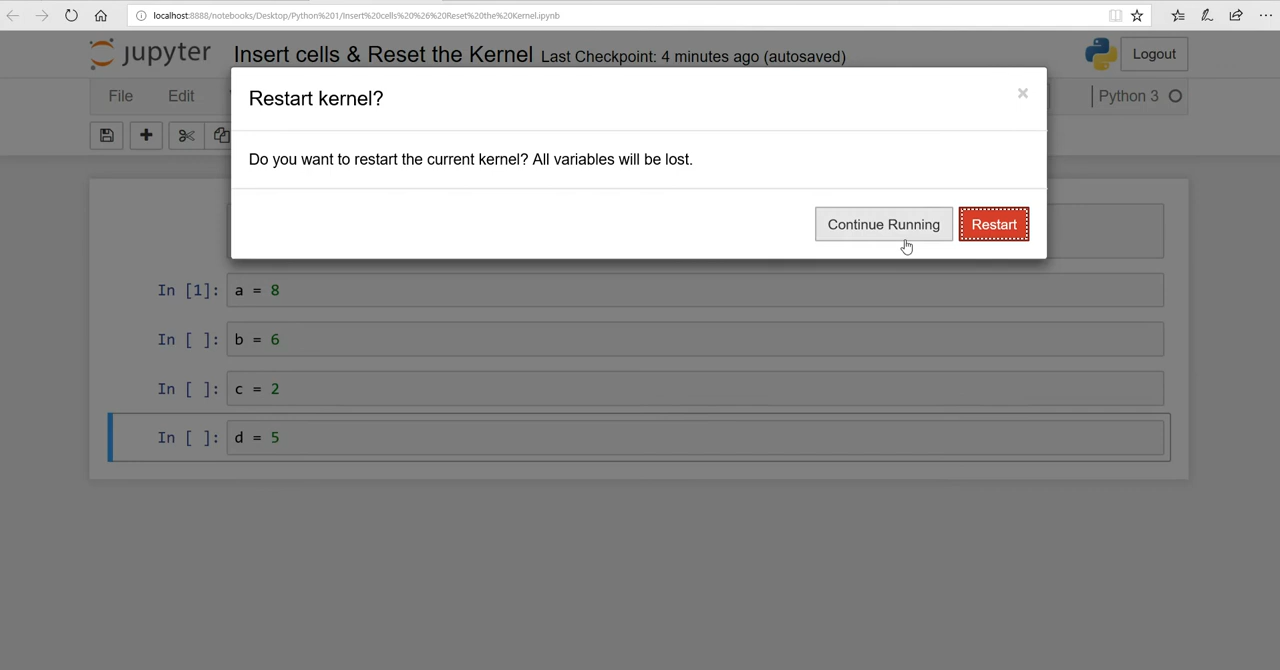 localhost:8888/notebooks/Desktop/Python%201/Insert%20cells%20%26%20Reset%20the%20Kernel.ipynb
jupyter Insert cells & Reset the Kernel Last Checkpoint: 4 minutes ago (autosaved) Logout
File Edit Python 3
Restart kernel? ×
Do you want to restart the current kernel? All variables will be lost.
Continue Running Restart
In [1]: a = 8
In [ ]: b = 6
In [ ]: c = 2
In [ ]: d = 5